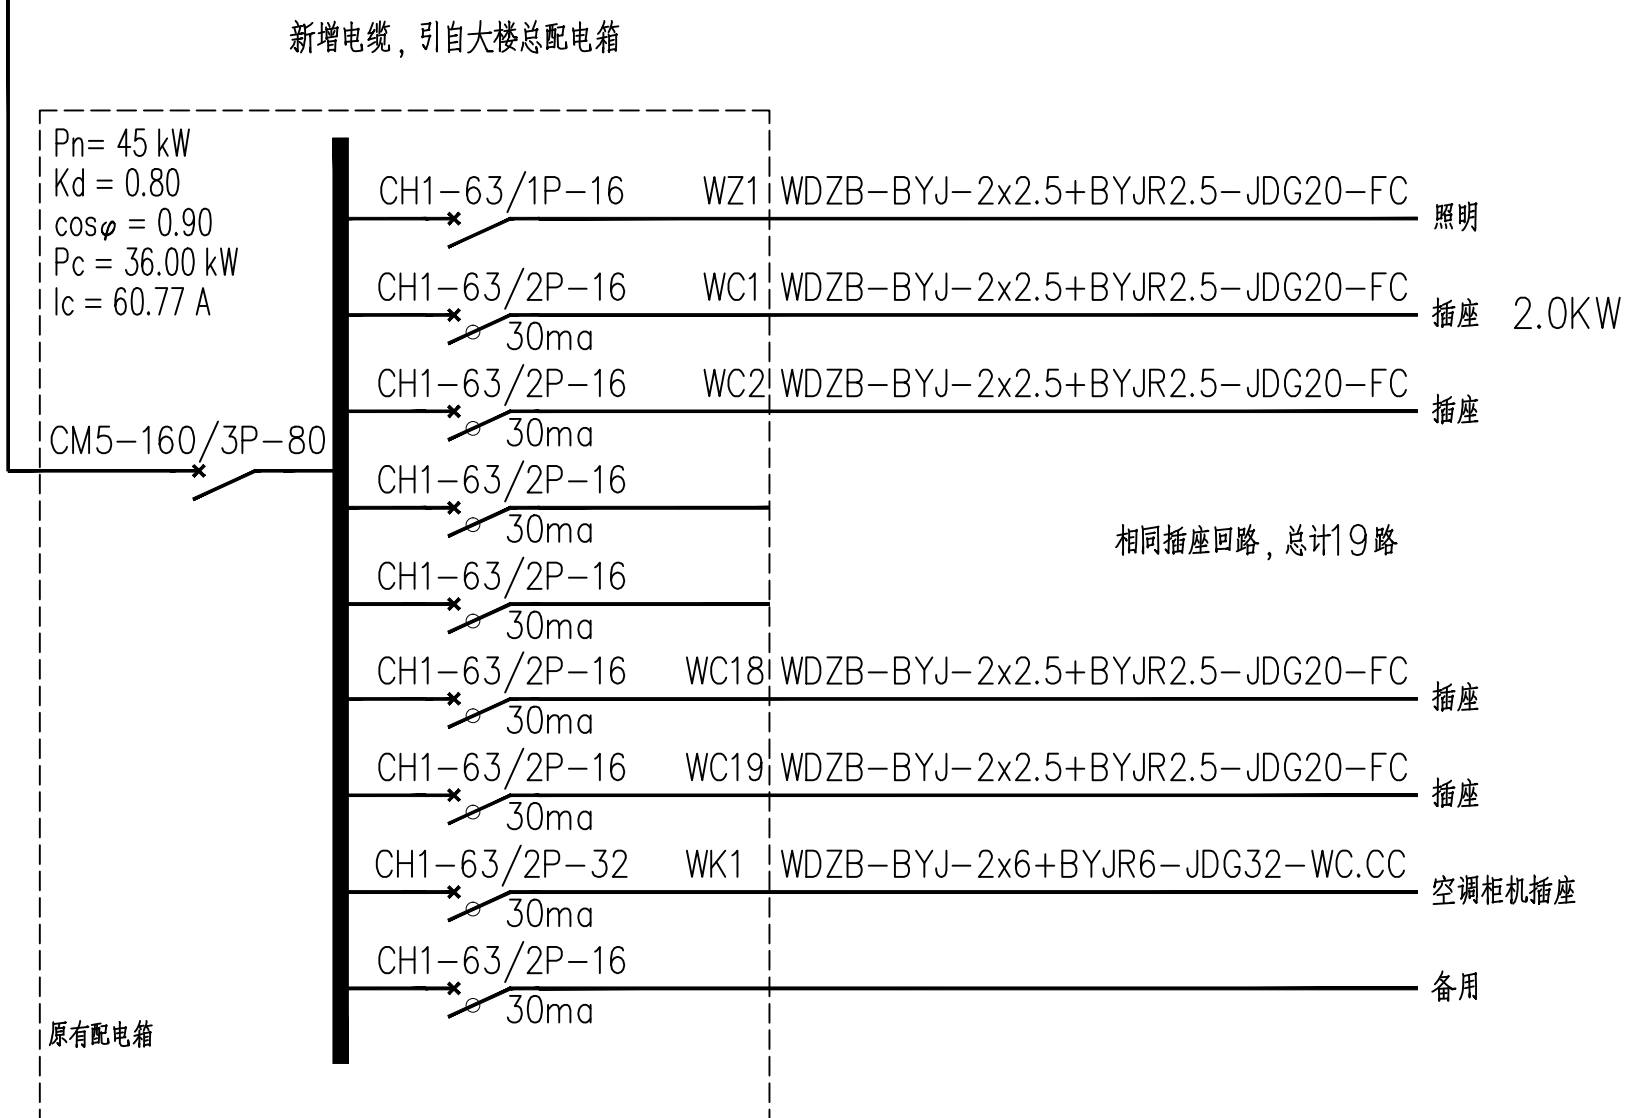 新增电缆，引自大楼总配电箱
Pn= 45 kW
Kd = 0.80
cosφ = 0.90
Pc = 36.00 kW
Ic = 60.77 A
CM5-160/3P-80
CH1-63/1P-16 WZ1 WDZB-BYJ-2x2.5+BYJR2.5-JDG20-FC 照明
CH1-63/2P-16 WC1 WDZB-BYJ-2x2.5+BYJR2.5-JDG20-FC 插座 2.0KW
30ma
CH1-63/2P-16 WC2 WDZB-BYJ-2x2.5+BYJR2.5-JDG20-FC 插座
30ma
CH1-63/2P-16
30ma
相同插座回路，总计19路
CH1-63/2P-16
30ma
CH1-63/2P-16 WC18 WDZB-BYJ-2x2.5+BYJR2.5-JDG20-FC 插座
30ma
CH1-63/2P-16 WC19 WDZB-BYJ-2x2.5+BYJR2.5-JDG20-FC 插座
30ma
CH1-63/2P-32 WK1 WDZB-BYJ-2x6+BYJR6-JDG32-WC.CC 空调柜机插座
30ma
CH1-63/2P-16 备用
30ma
原有配电箱